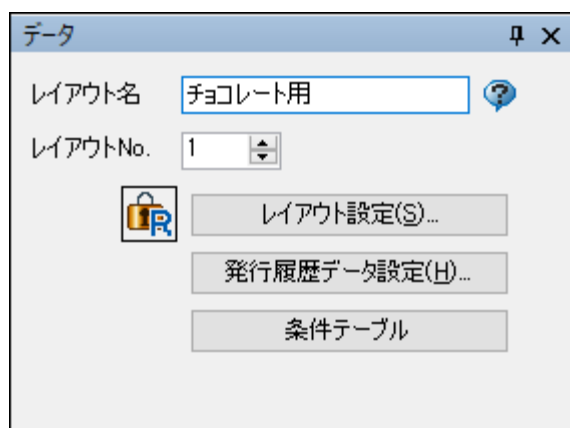 データ
レイアウト名 チョコレート用
レイアウトNo. 1
R
レイアウト設定(S)...
発行履歴データ設定(H)...
条件テーブル